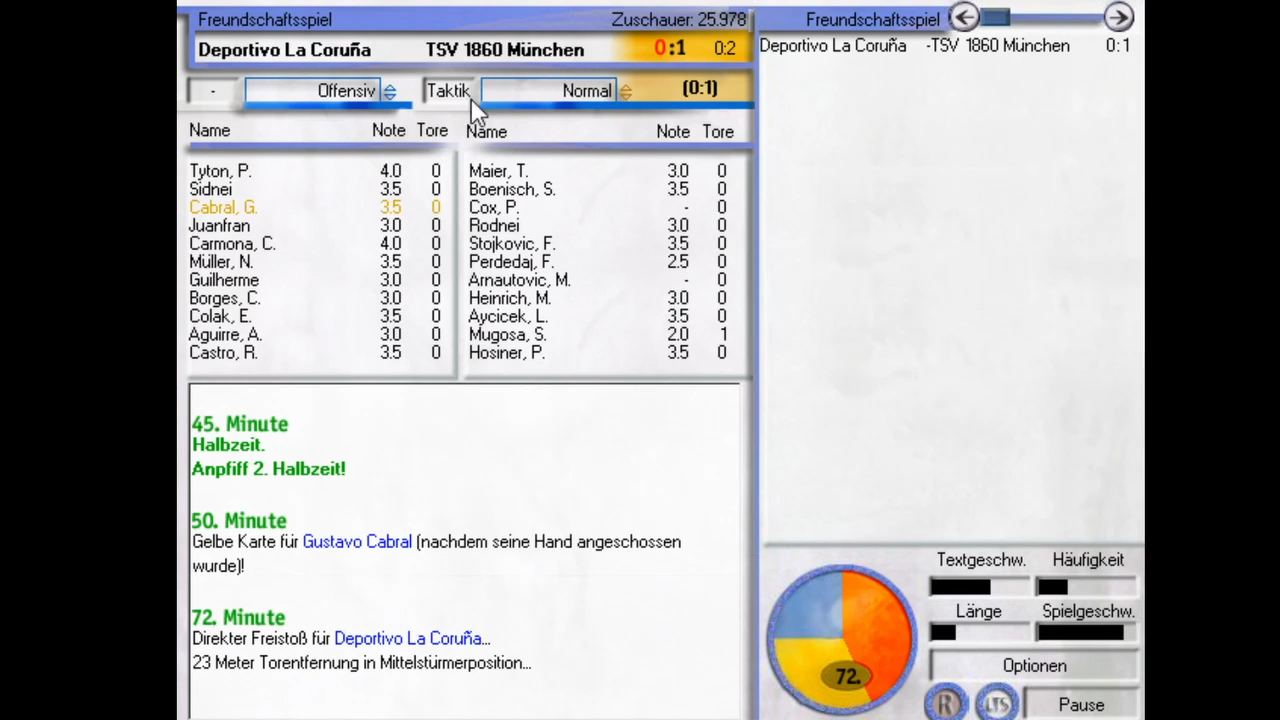 Freundschaftsspiel Zuschauer: 25.978
Deportivo La Coruña TSV 1860 München 0:1 0:2
- Offensiv Taktik Normal (0:1)
Name Note Tore Name Note Tore
Tyton, P. 4.0 0 Maier, T. 3.0 0
Sidnei 3.5 0 Boenisch, S. 3.5 0
Cabral, G. 3.5 0 Cox, P. - 0
Juanfran 3.0 0 Rodnei 3.0 0
Carmona, C. 4.0 0 Stojkovic, F. 3.5 0
Müller, N. 3.5 0 Perdedaj, F. 2.5 0
Guilherme 3.0 0 Arnautovic, M. - 0
Borges, C. 3.0 0 Heinrich, M. 3.0 0
Colak, E. 3.5 0 Aycicek, L. 3.5 0
Aguirre, A. 3.0 0 Mugosa, S. 2.0 1
Castro, R. 3.5 0 Hosiner, P. 3.5 0
45. Minute
Halbzeit.
Anpfiff 2. Halbzeit!
50. Minute
Gelbe Karte für Gustavo Cabral (nachdem seine Hand angeschossen
wurde)!
72. Minute
Direkter Freistoß für Deportivo La Coruña...
23 Meter Torentfernung in Mittelstürmerposition...
Freundschaftsspiel
Deportivo La Coruña -TSV 1860 München 0:1
Textgeschw. Häufigkeit
Länge Spielgeschw.
72.
Optionen
R LTS Pause